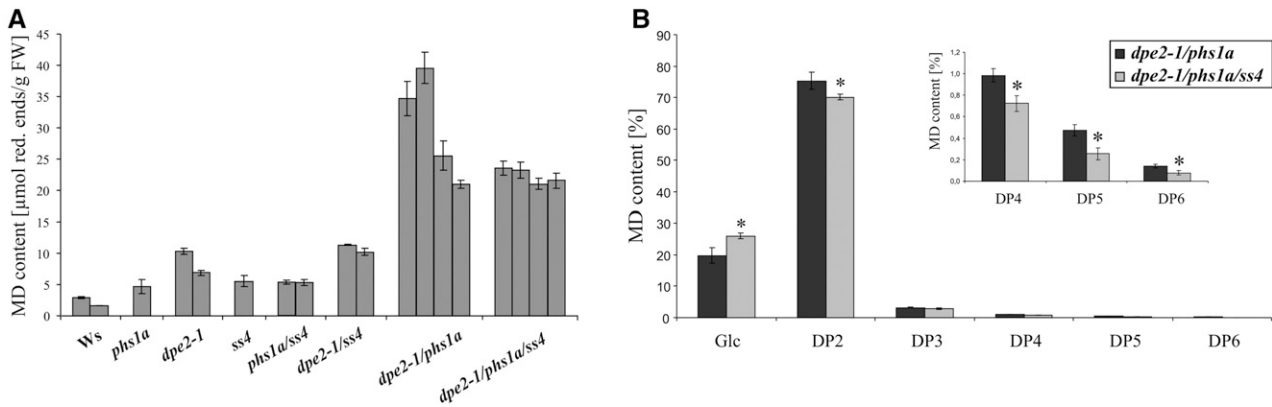 A
MD content [µmol red. ends/g FW]
45
40
35
30
25
20
15
10
5
0
Ws
phs1a
dpe2-1
ss4
phs1a/ss4
dpe2-1/ss4
dpe2-1/phs1a
dpe2-1/phs1a/ss4
B
MD content [%]
90
80
70
60
50
40
30
20
10
0
*
*
Glc
DP2
DP3
DP4
DP5
DP6
MD content [%]
1,2
1,0
0,8
0,6
0,4
0,2
0,0
*
*
*
DP4
DP5
DP6
dpe2-1/phs1a
dpe2-1/phs1a/ss4